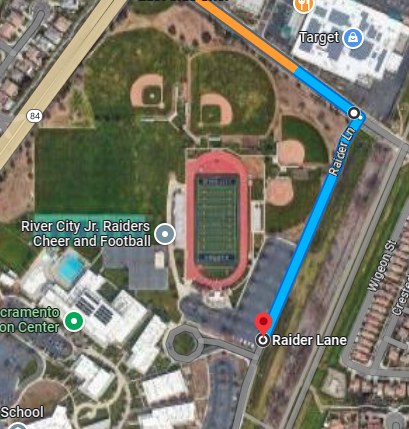 Target
84
Raider Ln
River City Jr. Raiders
Cheer and Football
Wigeon St
Crest
cramento
on Center
Raider Lane
School